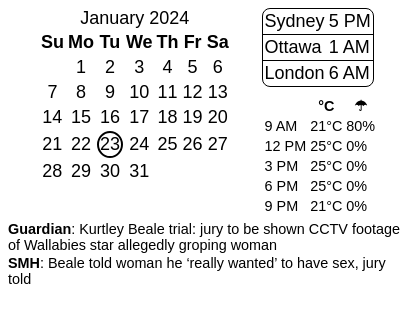 January 2024
Su Mo Tu We Th Fr Sa
1 2 3 4 5 6
7 8 9 10 11 12 13
14 15 16 17 18 19 20
21 22 23 24 25 26 27
28 29 30 31
Sydney 5 PM
Ottawa 1 AM
London 6 AM
°C ☂
9 AM 21°C 80%
12 PM 25°C 0%
3 PM 25°C 0%
6 PM 25°C 0%
9 PM 21°C 0%
Guardian: Kurtley Beale trial: jury to be shown CCTV footage
of Wallabies star allegedly groping woman
SMH: Beale told woman he ‘really wanted’ to have sex, jury
told